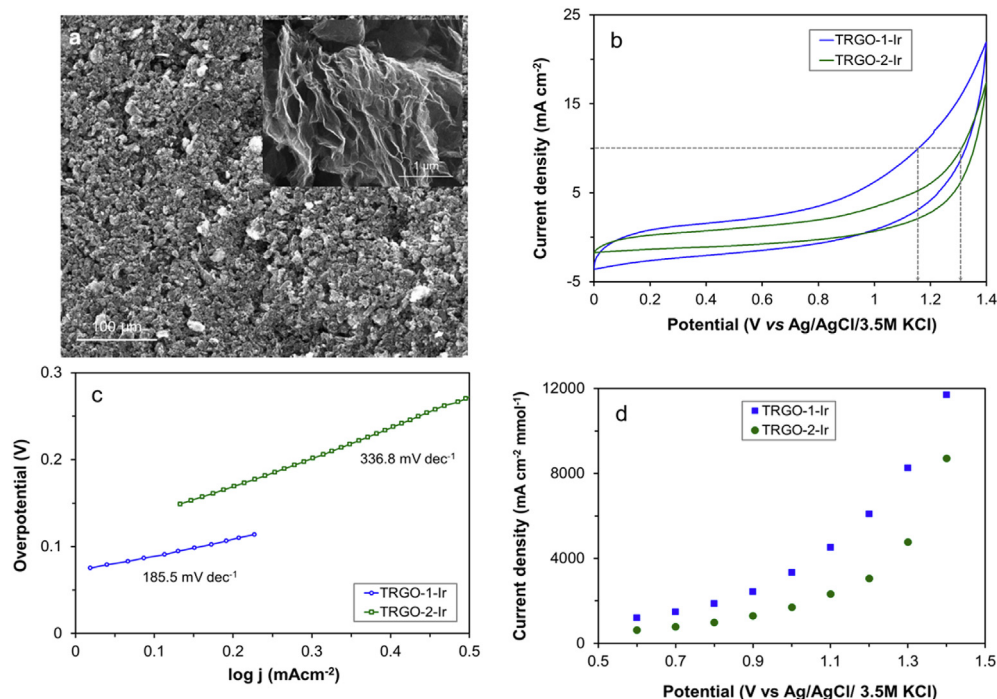 a
1 µm
100 µm
b
TRGO-1-Ir
TRGO-2-Ir
25
15
5
-5
0
0.2
0.4
0.6
0.8
1
1.2
1.4
Current density (mA cm-2)
Potential (V vs Ag/AgCl/3.5M KCl)
c
0.3
0.2
0.1
0
0
0.1
0.2
0.3
0.4
0.5
Overpotential (V)
336.8 mV dec-1
185.5 mV dec-1
TRGO-1-Ir
TRGO-2-Ir
log j (mAcm-2)
d
TRGO-1-Ir
TRGO-2-Ir
12000
8000
4000
0
0.5
0.7
0.9
1.1
1.3
1.5
Current density (mA cm-2 mmol-1)
Potential (V vs Ag/AgCl/ 3.5M KCl)